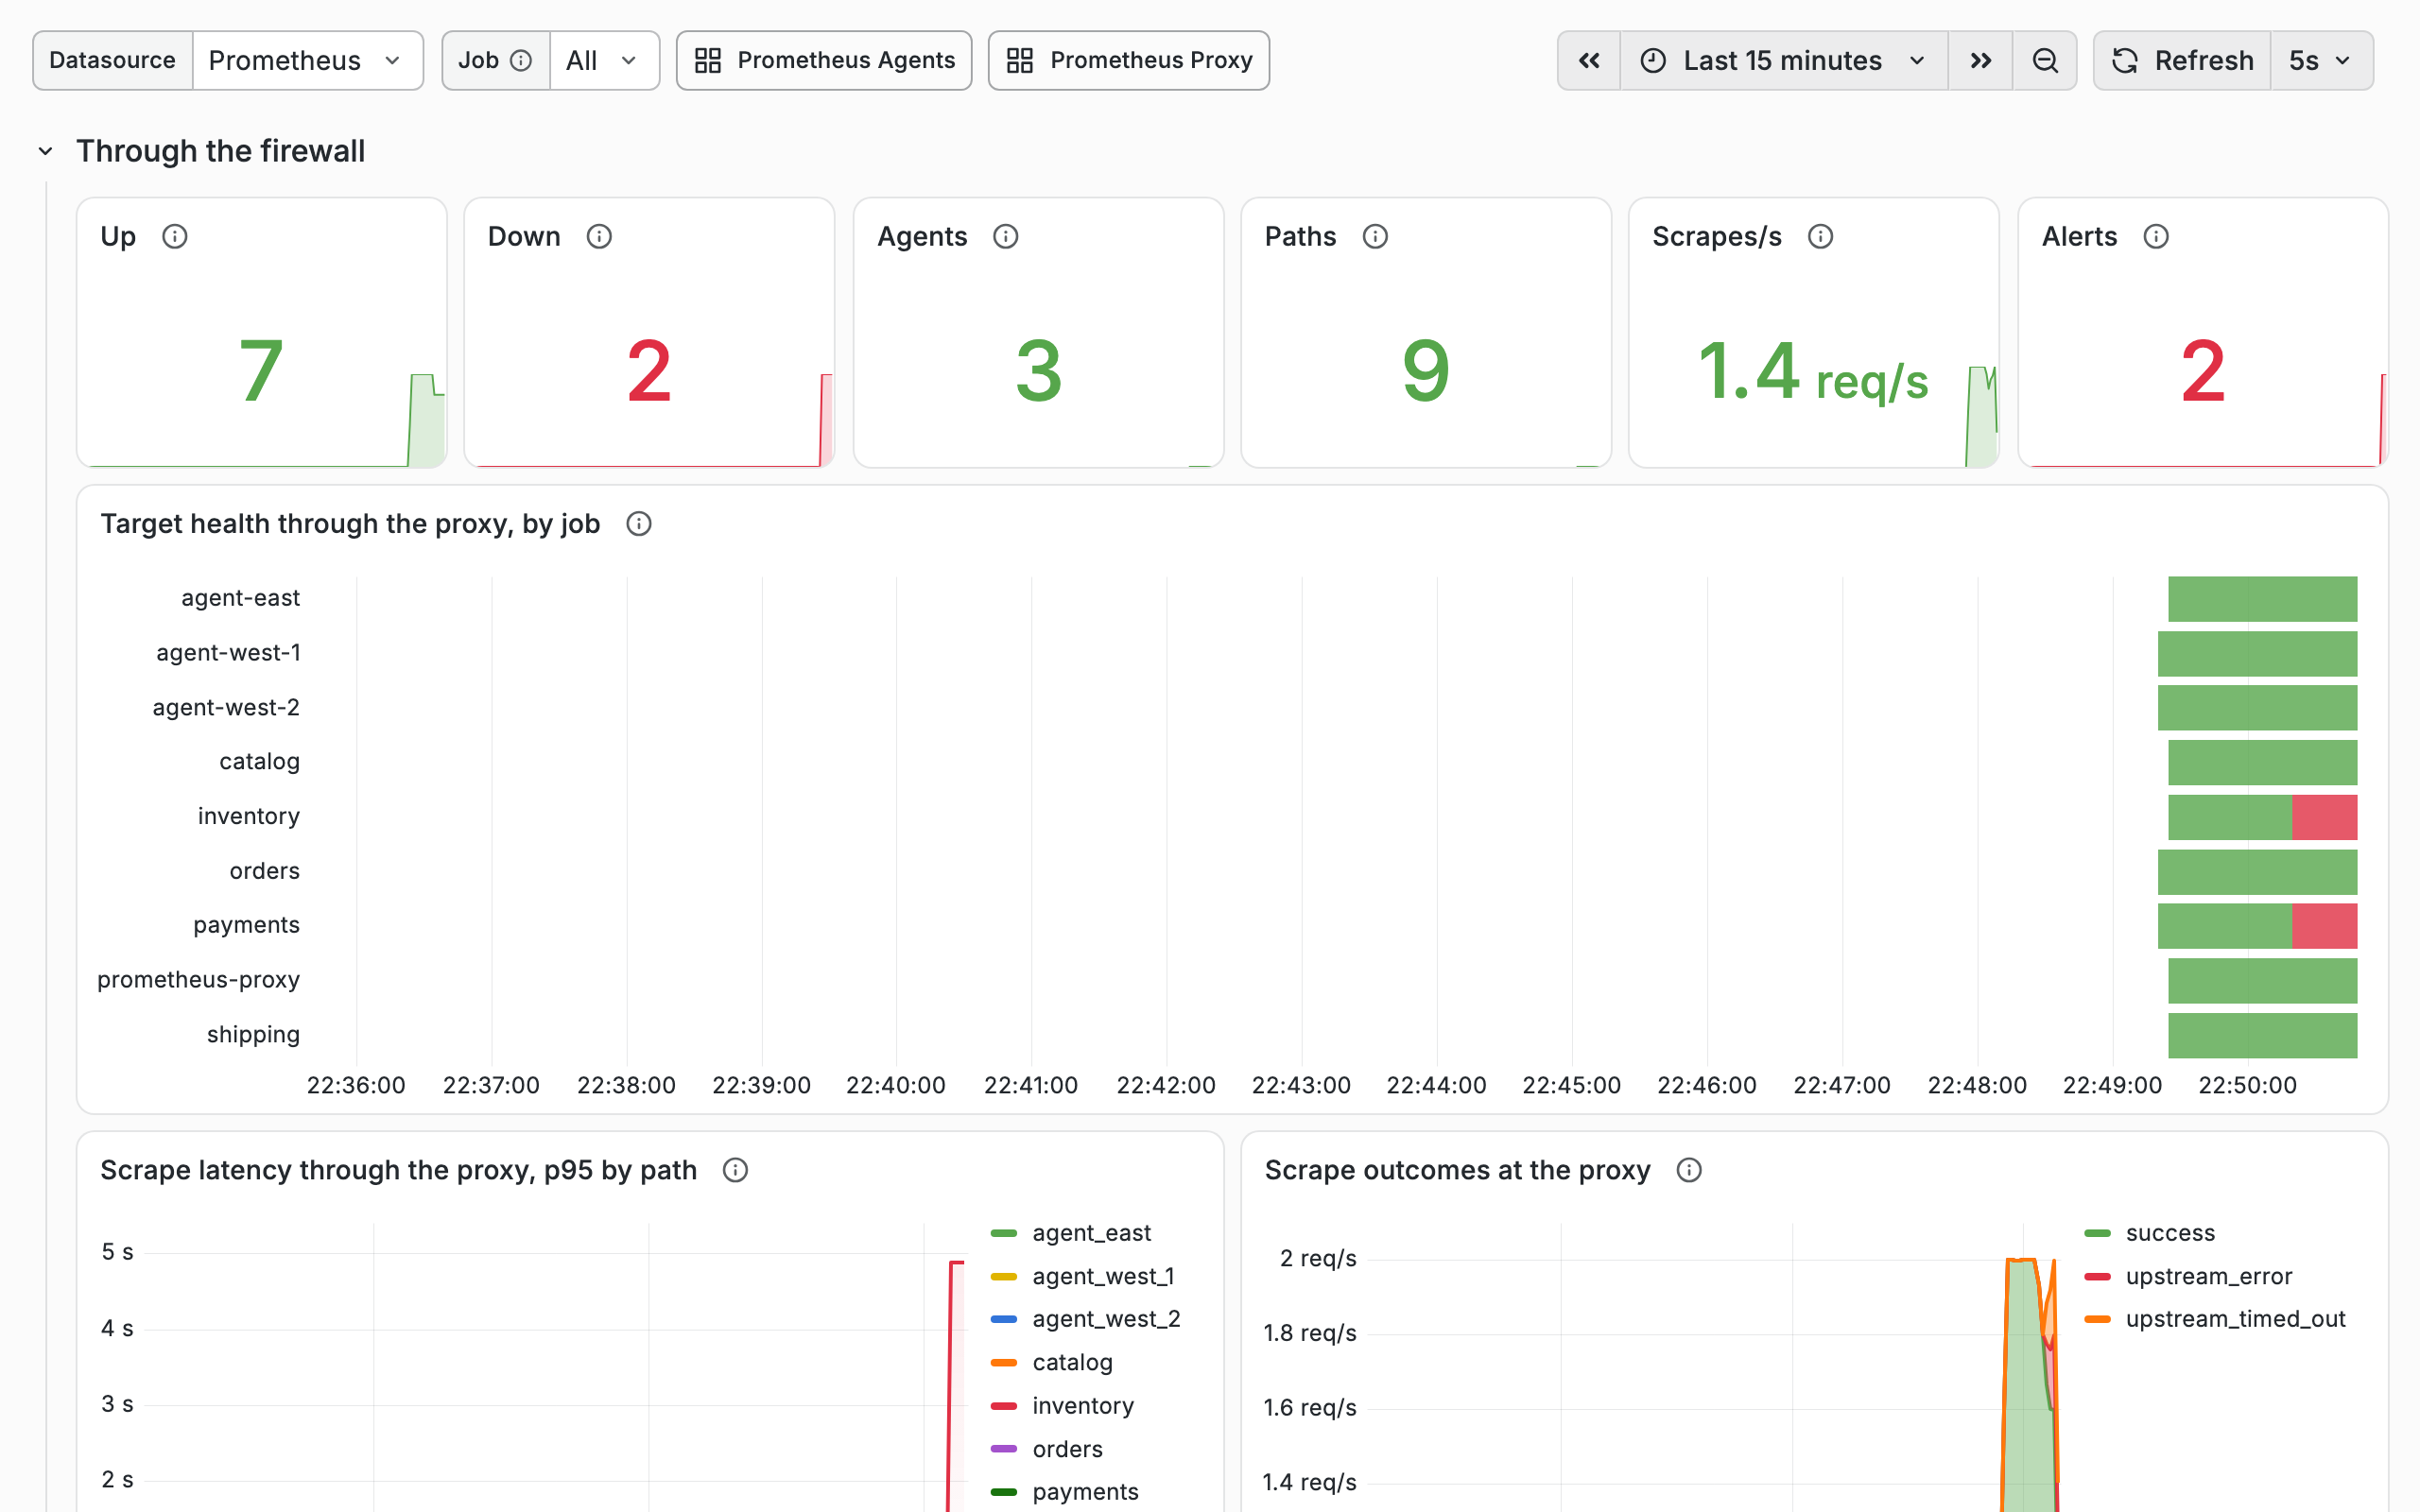 Datasource Prometheus Job All Prometheus Agents Prometheus Proxy Last 15 minutes Refresh 5s
Through the firewall
Up Down Agents Paths Scrapes/s Alerts
7 2 3 9 1.4 req/s 2
Target health through the proxy, by job
agent-east
agent-west-1
agent-west-2
catalog
inventory
orders
payments
prometheus-proxy
shipping
22:36:00 22:37:00 22:38:00 22:39:00 22:40:00 22:41:00 22:42:00 22:43:00 22:44:00 22:45:00 22:46:00 22:47:00 22:48:00 22:49:00 22:50:00
Scrape latency through the proxy, p95 by path
5 s
4 s
3 s
2 s
agent_east
agent_west_1
agent_west_2
catalog
inventory
orders
payments
Scrape outcomes at the proxy
2 req/s
1.8 req/s
1.6 req/s
1.4 req/s
success
upstream_error
upstream_timed_out